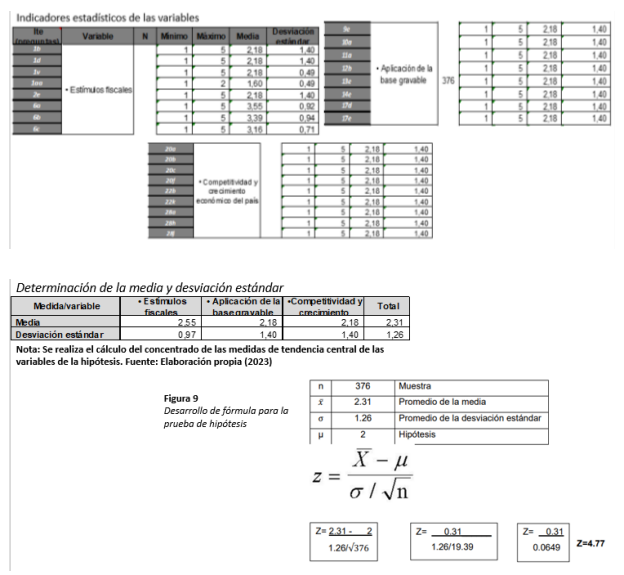 Indicadores estadísticos de las variables
Variable N Mínimo Máximo Media Desviación estándar
1b 1 5 2,18 1,40
1d 1 5 2,18 1,40
1 5 2,18 0,49
1 2 1,60 0,49
2e 1 5 2,18 1,40
6a 1 5 3,55 0,92
6b 1 5 3,39 0,94
6c 1 5 3,16 0,71
• Estímulos fiscales
1 5 2,18 1,40
1 5 2,18 1,40
1 5 2,18 1,40
1 5 2,18 1,40
1 5 2,18 1,40
1 5 2,18 1,40
1 5 2,18 1,40
1 5 2,18 1,40
• Aplicación de la
base gravable
376
1 5 2,18 1,40
1 5 2,18 1,40
1 5 2,18 1,40
1 5 2,18 1,40
1 5 2,18 1,40
1 5 2,18 1,40
1 5 2,18 1,40
1 5 2,18 1,40
1 5 2,18 1,40
• Competitividad y
crecimiento
económico del país
Determinación de la media y desviación estándar
Medida/variable • Estímulos fiscales • Aplicación de la base gravable •Competitividad y crecimiento Total
Media 2,55 2,18 2,18 2,31
Desviación estándar 0,97 1,40 1,40 1,26
Nota: Se realiza el cálculo del concentrado de las medidas de tendencia central de las
variables de la hipótesis. Fuente: Elaboración propia (2023)
Figura 9
Desarrollo de fórmula para la
prueba de hipótesis
n 376 Muestra
x̄ 2.31 Promedio de la media
σ 1.26 Promedio de la desviación estándar
μ 2 Hipótesis
z = X̄ − μ
σ / √n
Z= 2.31 - 2
1.26/√376
Z= 0.31
1.26/19.39
Z= 0.31
0.0649
Z=4.77